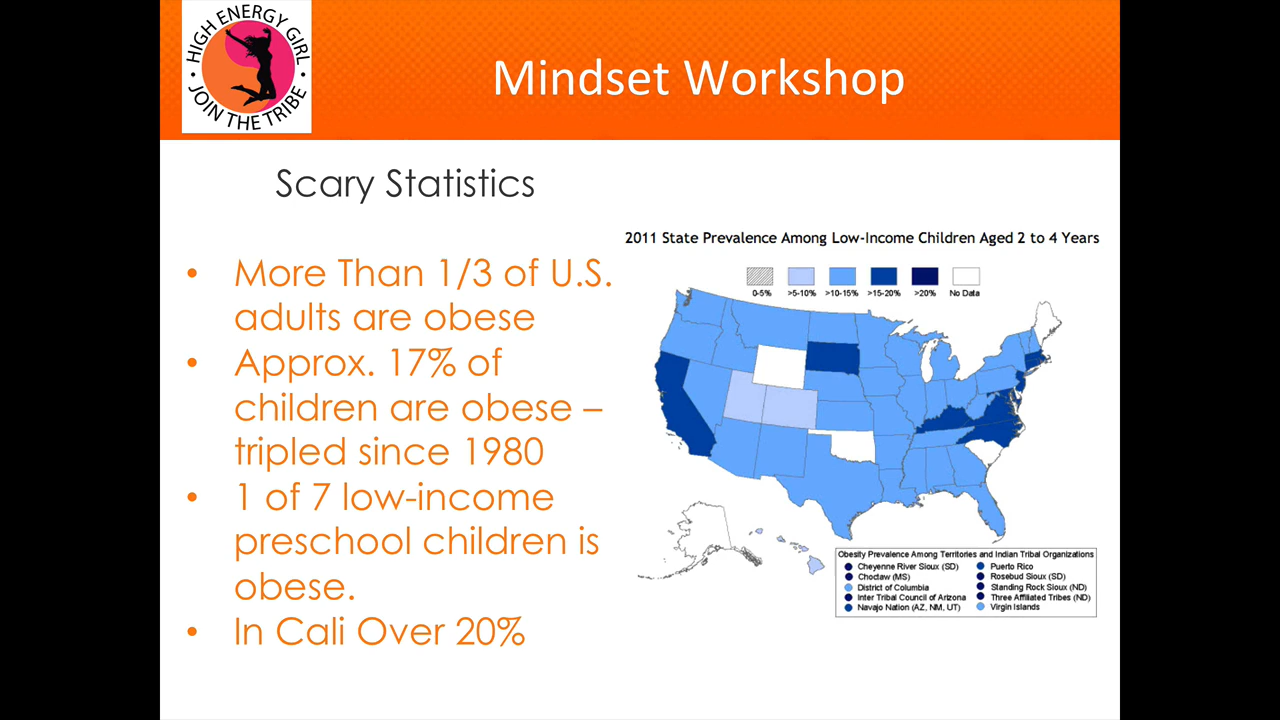 HIGH ENERGY GIRL
• JOIN THE TRIBE •
Mindset Workshop
Scary Statistics
• More Than 1/3 of U.S.
adults are obese
• Approx. 17% of
children are obese –
tripled since 1980
• 1 of 7 low-income
preschool children is
obese.
• In Cali Over 20%
2011 State Prevalence Among Low-Income Children Aged 2 to 4 Years
0-5% >5-10% >10-15% >15-20% >20% No Data
Obesity Prevalence Among Territories and Indian Tribal Organizations
Cheyenne River Sioux (SD) Puerto Rico
Choctaw (MS) Rosebud Sioux (SD)
District of Columbia Standing Rock Sioux (ND)
Inter Tribal Council of Arizona Three Affiliated Tribes (ND)
Navajo Nation (AZ, NM, UT) Virgin Islands